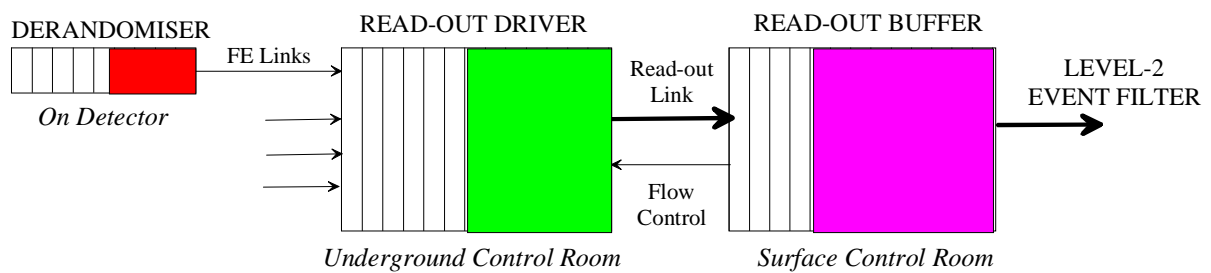 DERANDOMISER
On Detector
FE Links
READ-OUT DRIVER
Underground Control Room
Read-out
Link
Flow
Control
READ-OUT BUFFER
Surface Control Room
LEVEL-2
EVENT FILTER